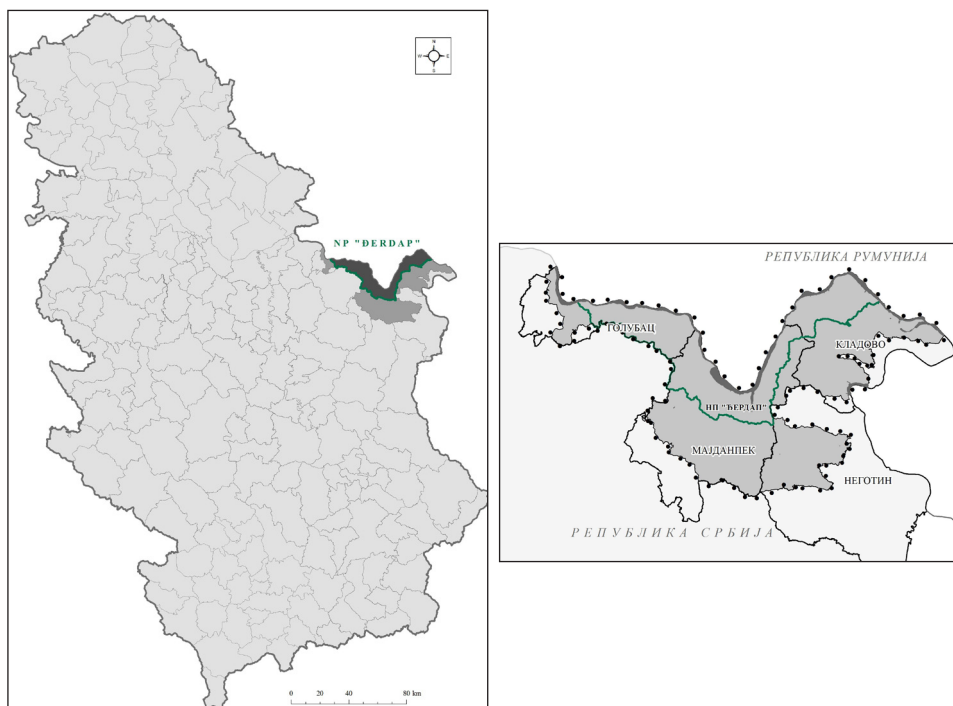 N
W E
S
NP "ĐERDAP"
0 20 40 80 km
РЕПУБЛИКА РУМУНИЈА
ГОЛУБАЦ
КЛАДОВО
НП "ЂЕРДАП"
МАЈДАНПЕК
НЕГОТИН
РЕПУБЛИКА СРБИЈА